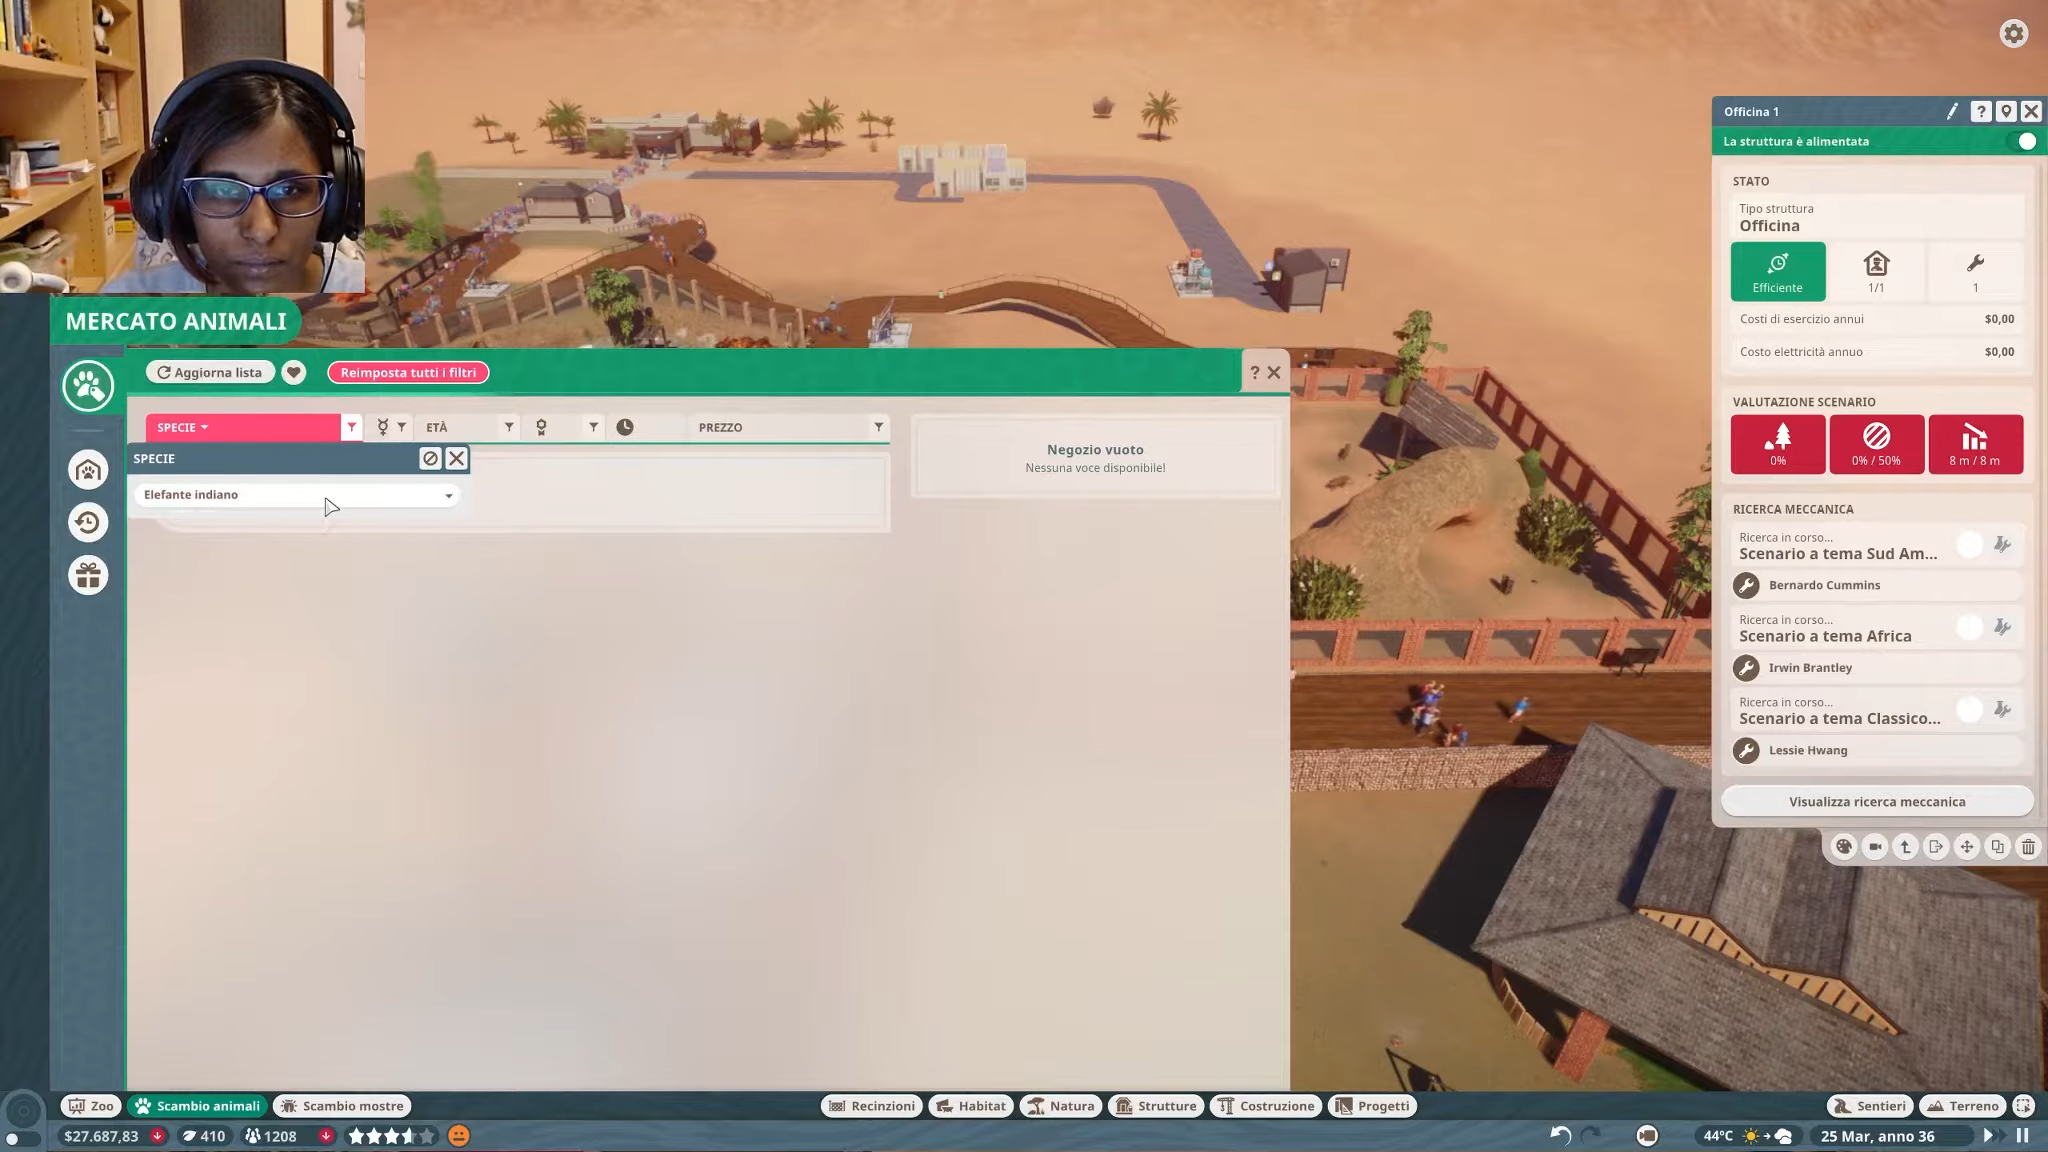 MERCATO ANIMALI
Aggiorna lista
Reimposta tutti i filtri
?
SPECIE
ETÀ
PREZZO
SPECIE
Elefante indiano
Negozio vuoto
Nessuna voce disponibile!
Officina 1
?
La struttura è alimentata
STATO
Tipo struttura
Officina
Efficiente
1/1
1
Costi di esercizio annui
$0,00
Costo elettricità annuo
$0,00
VALUTAZIONE SCENARIO
0%
0% / 50%
8 m / 8 m
RICERCA MECCANICA
Ricerca in corso...
Scenario a tema Sud Am...
Bernardo Cummins
Ricerca in corso...
Scenario a tema Africa
Irwin Brantley
Ricerca in corso...
Scenario a tema Classico...
Lessie Hwang
Visualizza ricerca meccanica
Zoo
Scambio animali
Scambio mostre
Recinzioni
Habitat
Natura
Strutture
Costruzione
Progetti
Sentieri
Terreno
$27.687,83
410
1208
44°C
25 Mar, anno 36